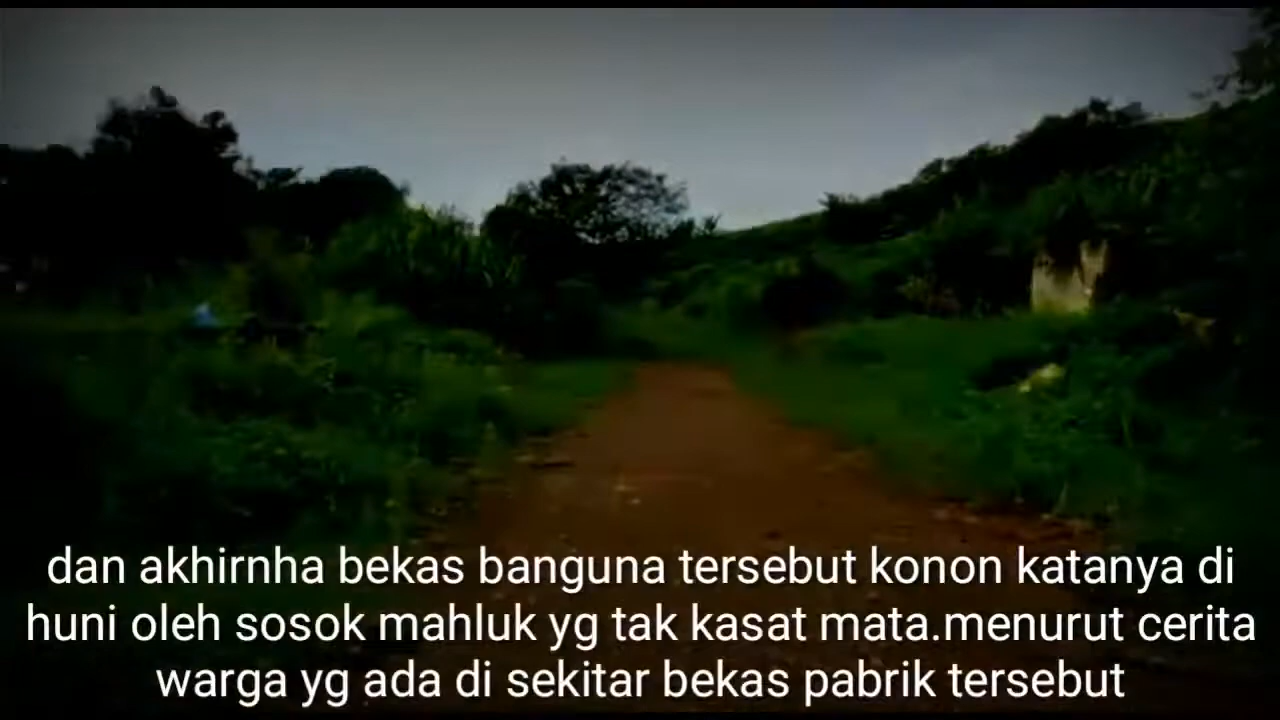 dan akhirnha bekas banguna tersebut konon katanya di
huni oleh sosok mahluk yg tak kasat mata.menurut cerita
warga yg ada di sekitar bekas pabrik tersebut